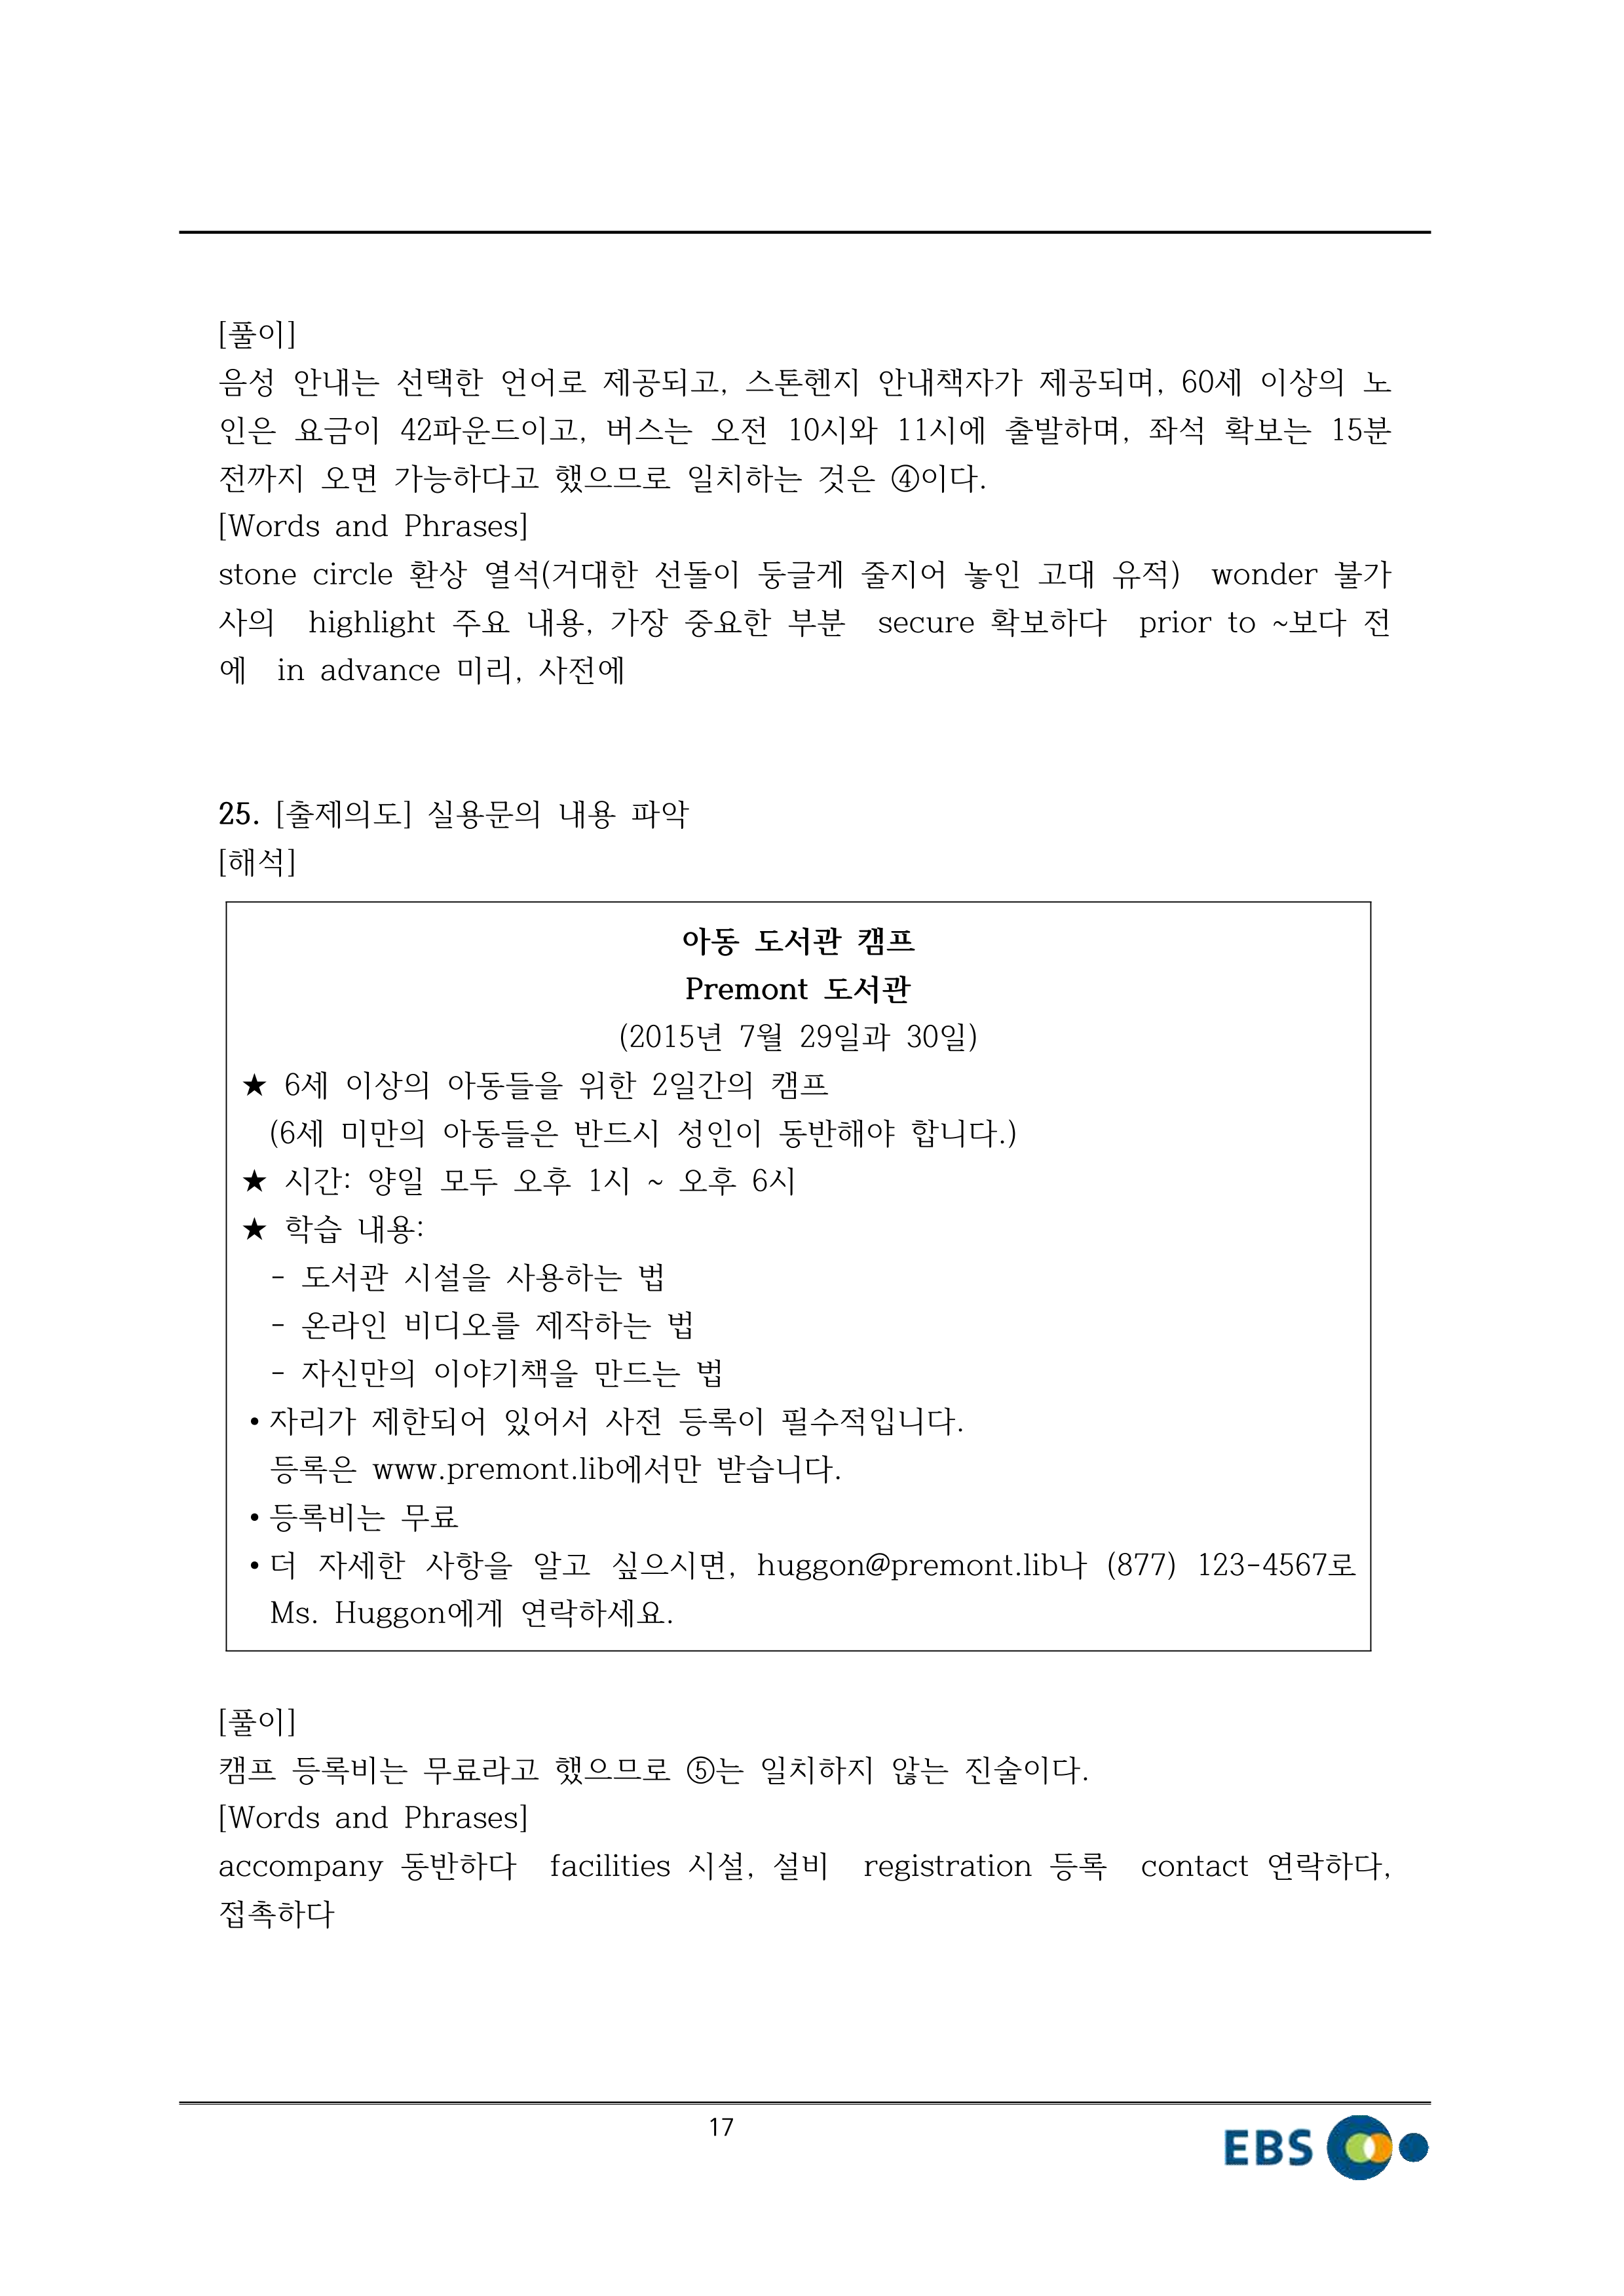 [풀이]
음성 안내는 선택한 언어로 제공되고, 스톤헨지 안내책자가 제공되며, 60세 이상의 노
인은 요금이 42파운드이고, 버스는 오전 10시와 11시에 출발하며, 좌석 확보는 15분
전까지 오면 가능하다고 했으므로 일치하는 것은 ④이다.
[Words and Phrases]
stone circle 환상 열석(거대한 선돌이 둥글게 줄지어 놓인 고대 유적) wonder 불가
사의 highlight 주요 내용, 가장 중요한 부분 secure 확보하다 prior to ~보다 전
에 in advance 미리, 사전에
25. [출제의도] 실용문의 내용 파악
[해석]
아동 도서관 캠프
Premont 도서관
(2015년 7월 29일과 30일)
★ 6세 이상의 아동들을 위한 2일간의 캠프
(6세 미만의 아동들은 반드시 성인이 동반해야 합니다.)
★ 시간: 양일 모두 오후 1시 ~ 오후 6시
★ 학습 내용:
- 도서관 시설을 사용하는 법
- 온라인 비디오를 제작하는 법
- 자신만의 이야기책을 만드는 법
• 자리가 제한되어 있어서 사전 등록이 필수적입니다.
등록은 www.premont.lib에서만 받습니다.
• 등록비는 무료
• 더 자세한 사항을 알고 싶으시면, huggon@premont.lib나 (877) 123-4567로
Ms. Huggon에게 연락하세요.
[풀이]
캠프 등록비는 무료라고 했으므로 ⑤는 일치하지 않는 진술이다.
[Words and Phrases]
accompany 동반하다 facilities 시설, 설비 registration 등록 contact 연락하다,
접촉하다
17
EBS